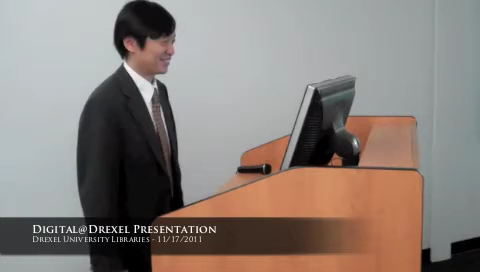 Digital@Drexel Presentation
Drexel University Libraries - 11/17/2011